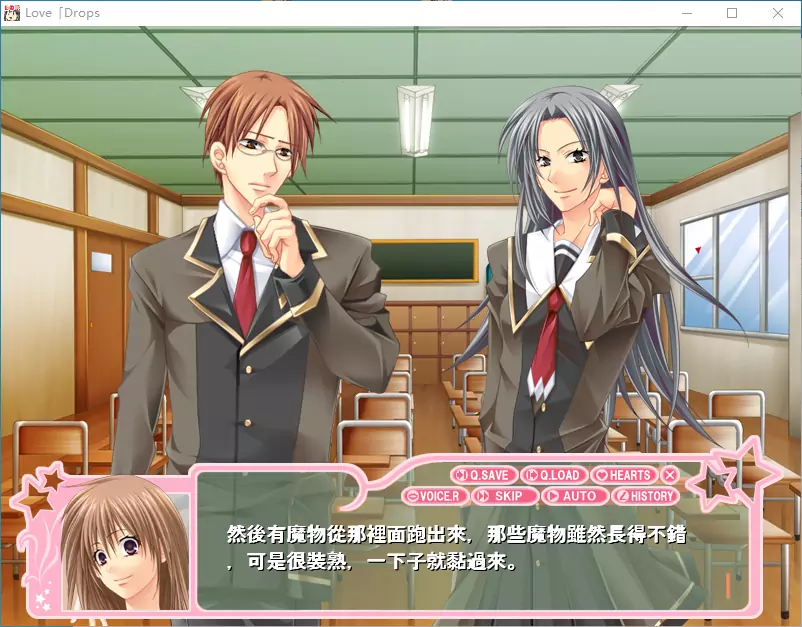 Love「Drops
Q.SAVE Q.LOAD HEARTS
VOICE.R SKIP AUTO HISTORY
然後有魔物從那裡面跑出來，那些魔物雖然長得不錯
，可是很裝熟，一下子就黏過來。